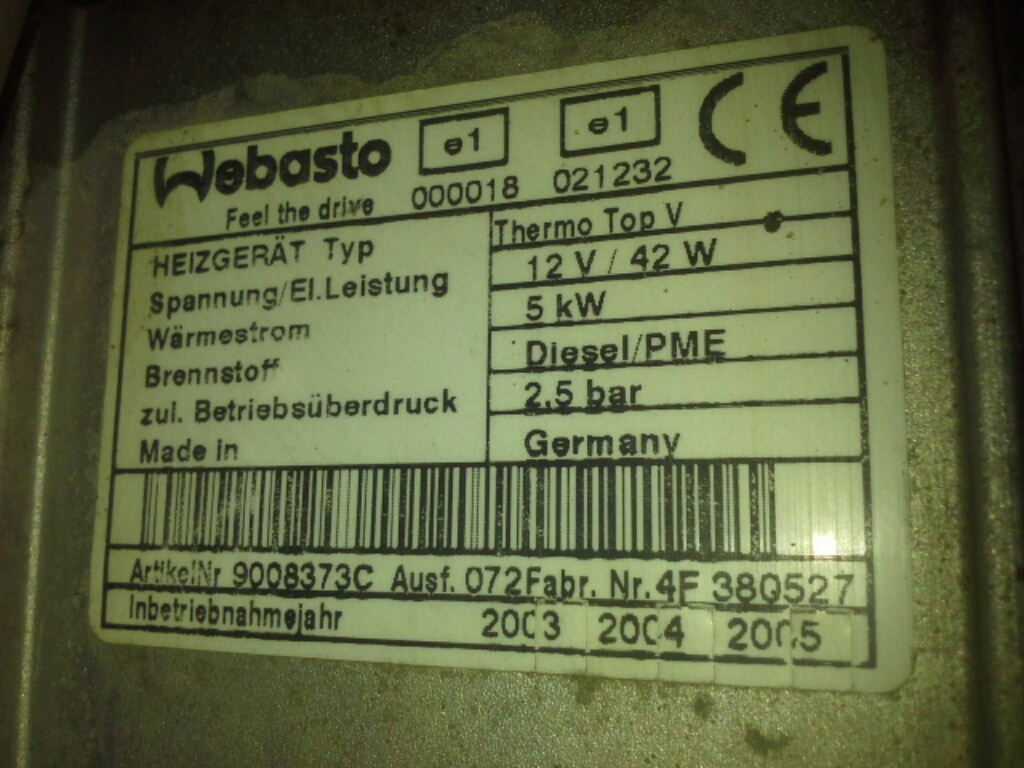 Webasto e1 e1 CE
Feel the drive 000018 021232
HEIZGERÄT Typ Thermo Top V
Spannung/El.Leistung 12 V / 42 W
Wärmestrom 5 kW
Brennstoff Diesel/PME
zul. Betriebsüberdruck 2,5 bar
Made in Germany
ArtikelNr 9008373C Ausf. 072 Fabr. Nr. 4F 380527
Inbetriebnahmejahr 2003 2004 2005